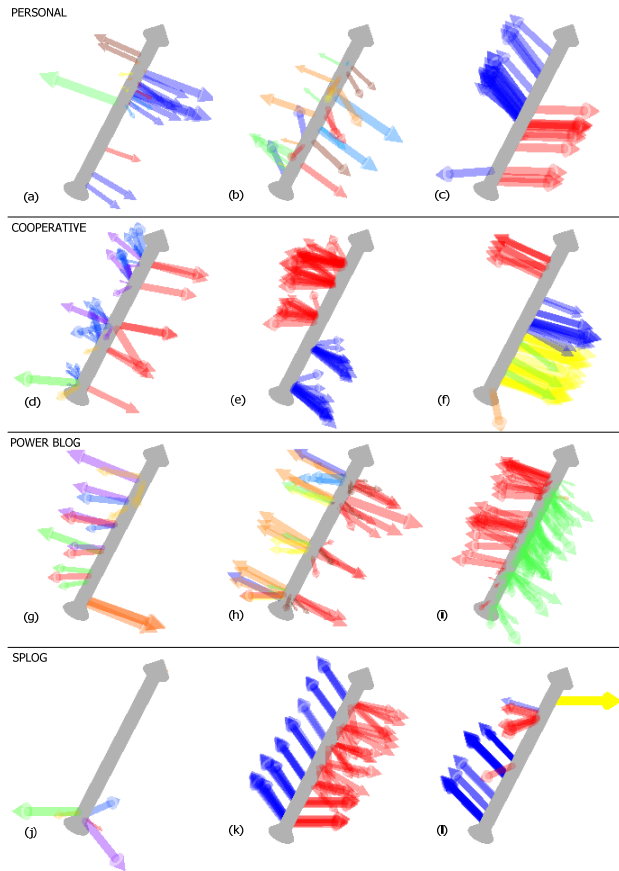 PERSONAL
(a) (b) (c)
COOPERATIVE
(d) (e) (f)
POWER BLOG
(g) (h) (i)
SPLOG
(j) (k) (l)